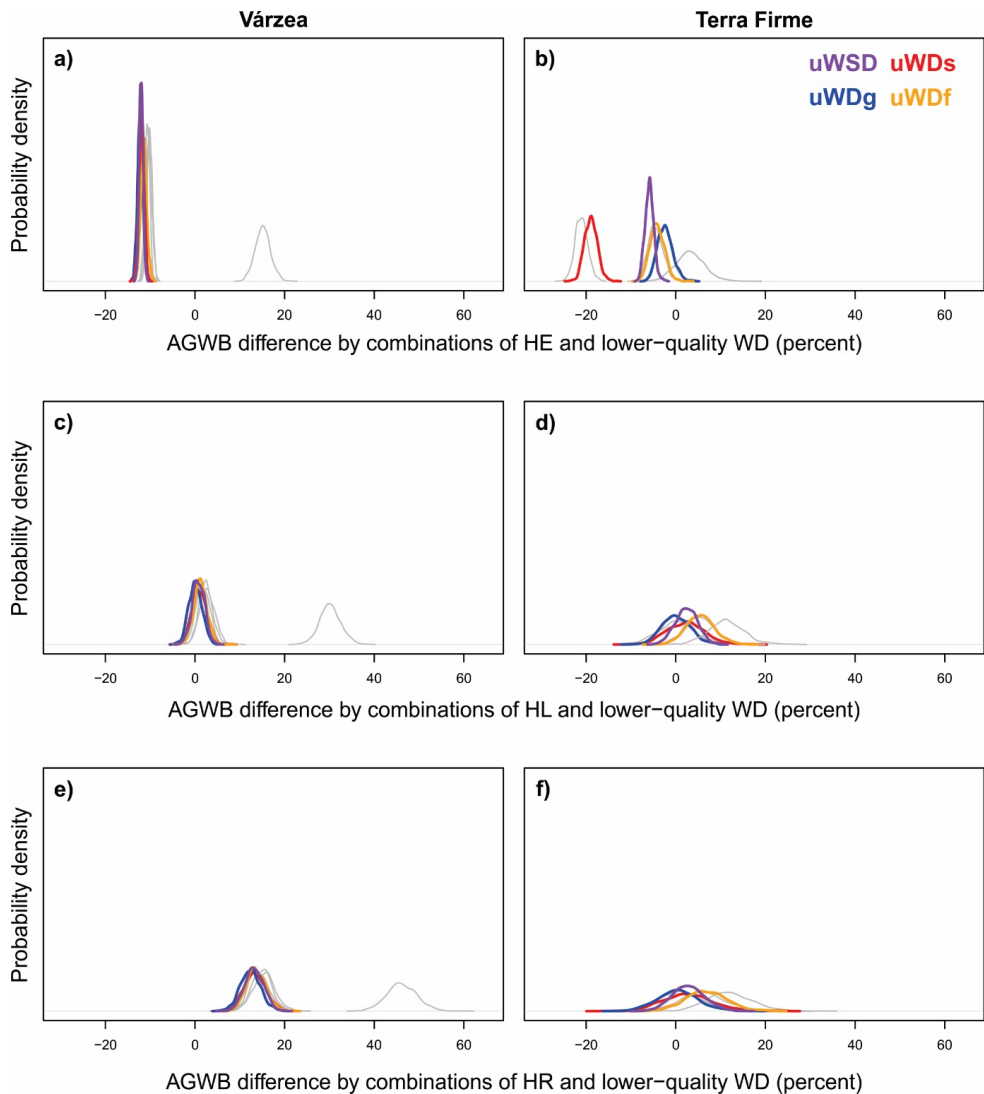 Várzea
Terra Firme
a)
b)
uWSD uWDs
uWDg uWDf
Probability density
−20 0 20 40 60
−20 0 20 40 60
AGWB difference by combinations of HE and lower−quality WD (percent)
c)
d)
Probability density
−20 0 20 40 60
−20 0 20 40 60
AGWB difference by combinations of HL and lower−quality WD (percent)
e)
f)
Probability density
−20 0 20 40 60
−20 0 20 40 60
AGWB difference by combinations of HR and lower−quality WD (percent)